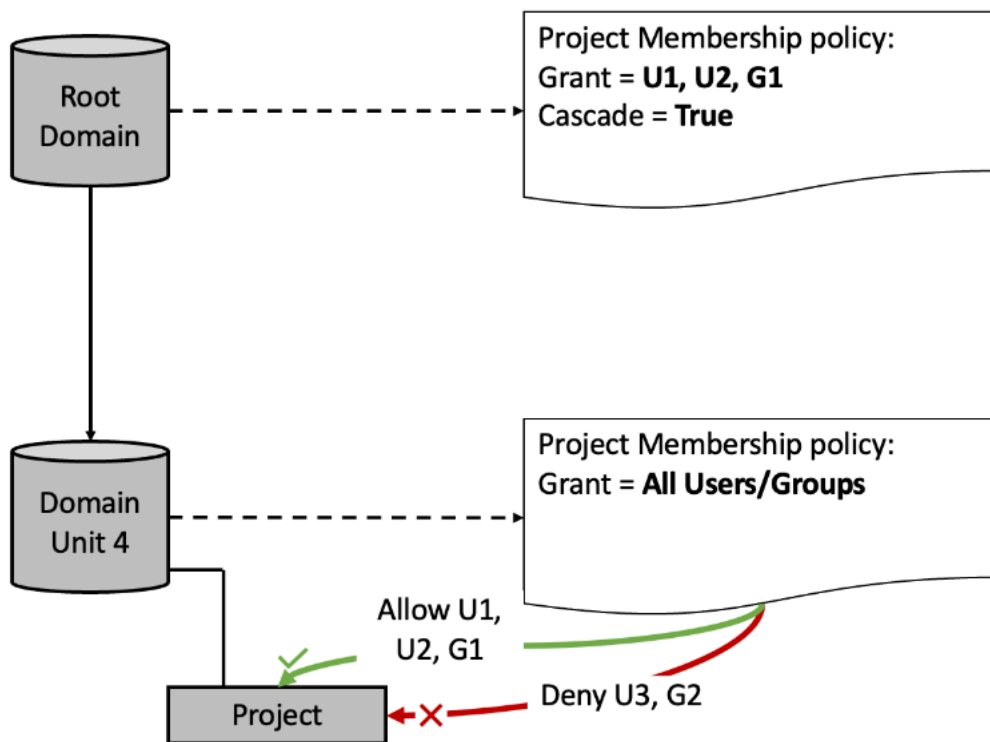 Root
Domain
Project Membership policy:
Grant = U1, U2, G1
Cascade = True
Domain
Unit 4
Project Membership policy:
Grant = All Users/Groups
Allow U1,
U2, G1
Deny U3, G2
Project